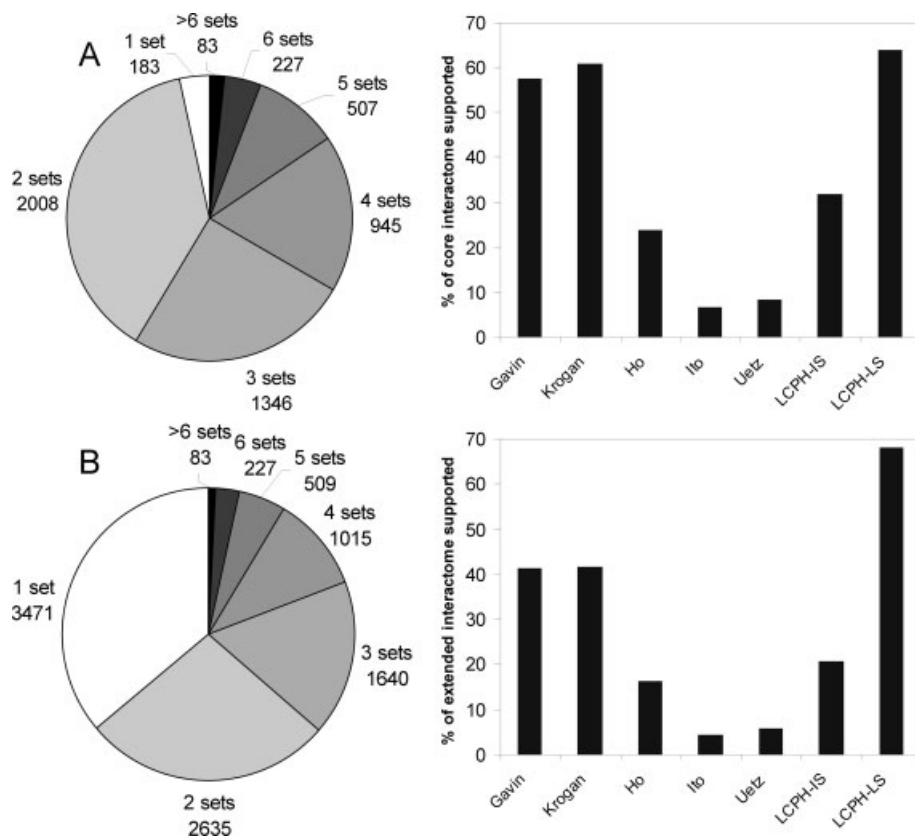 A
>6 sets
83
6 sets
227
1 set
183
5 sets
507
2 sets
2008
4 sets
945
3 sets
1346
% of core interactome supported
70
60
50
40
30
20
10
0
Gavin
Krogan
Ho
Ito
Uetz
LCPH-IS
LCPH-LS
B
>6 sets
83
6 sets
227
5 sets
509
4 sets
1015
1 set
3471
3 sets
1640
2 sets
2635
% of extended interactome supported
70
60
50
40
30
20
10
0
Gavin
Krogan
Ho
Ito
Uetz
LCPH-IS
LCPH-LS